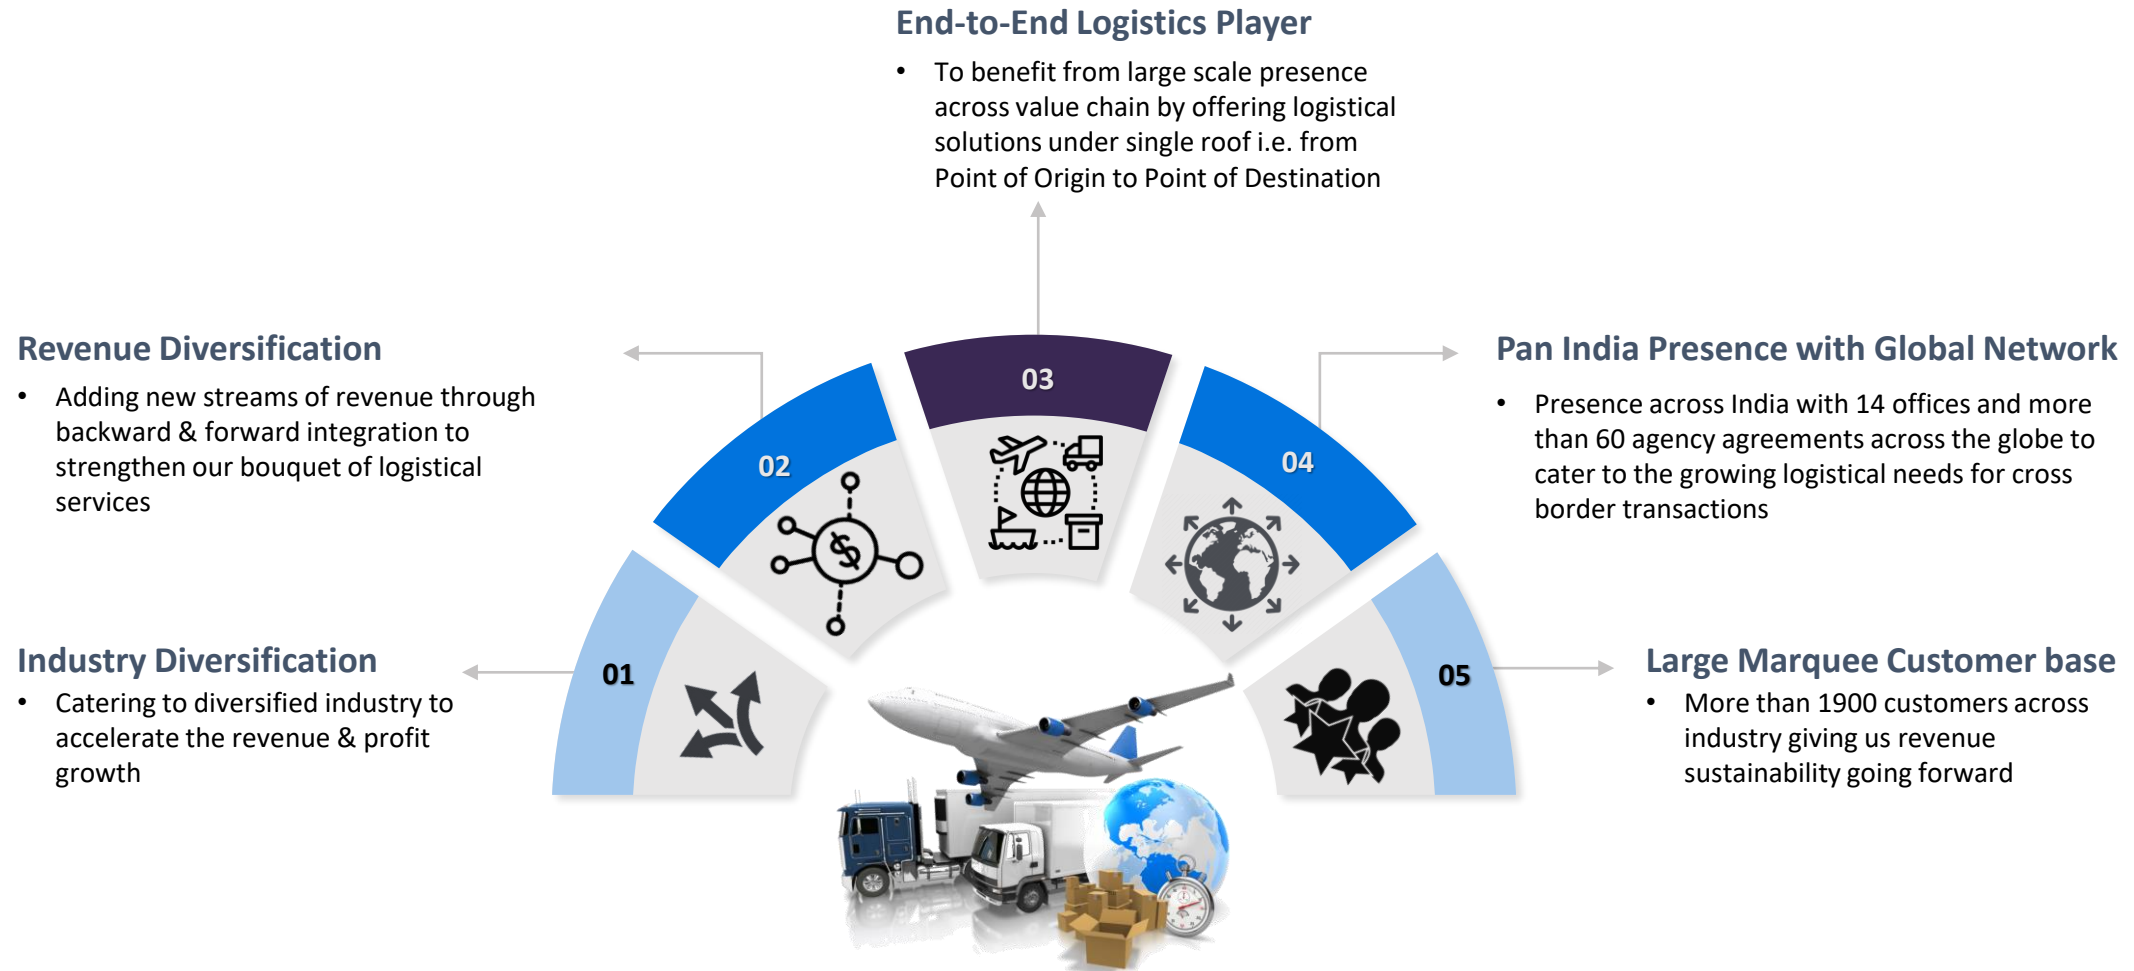 End-to-End Logistics Player
• To benefit from large scale presence
across value chain by offering logistical
solutions under single roof i.e. from
Point of Origin to Point of Destination
Revenue Diversification
• Adding new streams of revenue through
backward & forward integration to
strengthen our bouquet of logistical
services
Industry Diversification
• Catering to diversified industry to
accelerate the revenue & profit
growth
01
02
$
03
04
05
Pan India Presence with Global Network
• Presence across India with 14 offices and more
than 60 agency agreements across the globe to
cater to the growing logistical needs for cross
border transactions
Large Marquee Customer base
• More than 1900 customers across
industry giving us revenue
sustainability going forward